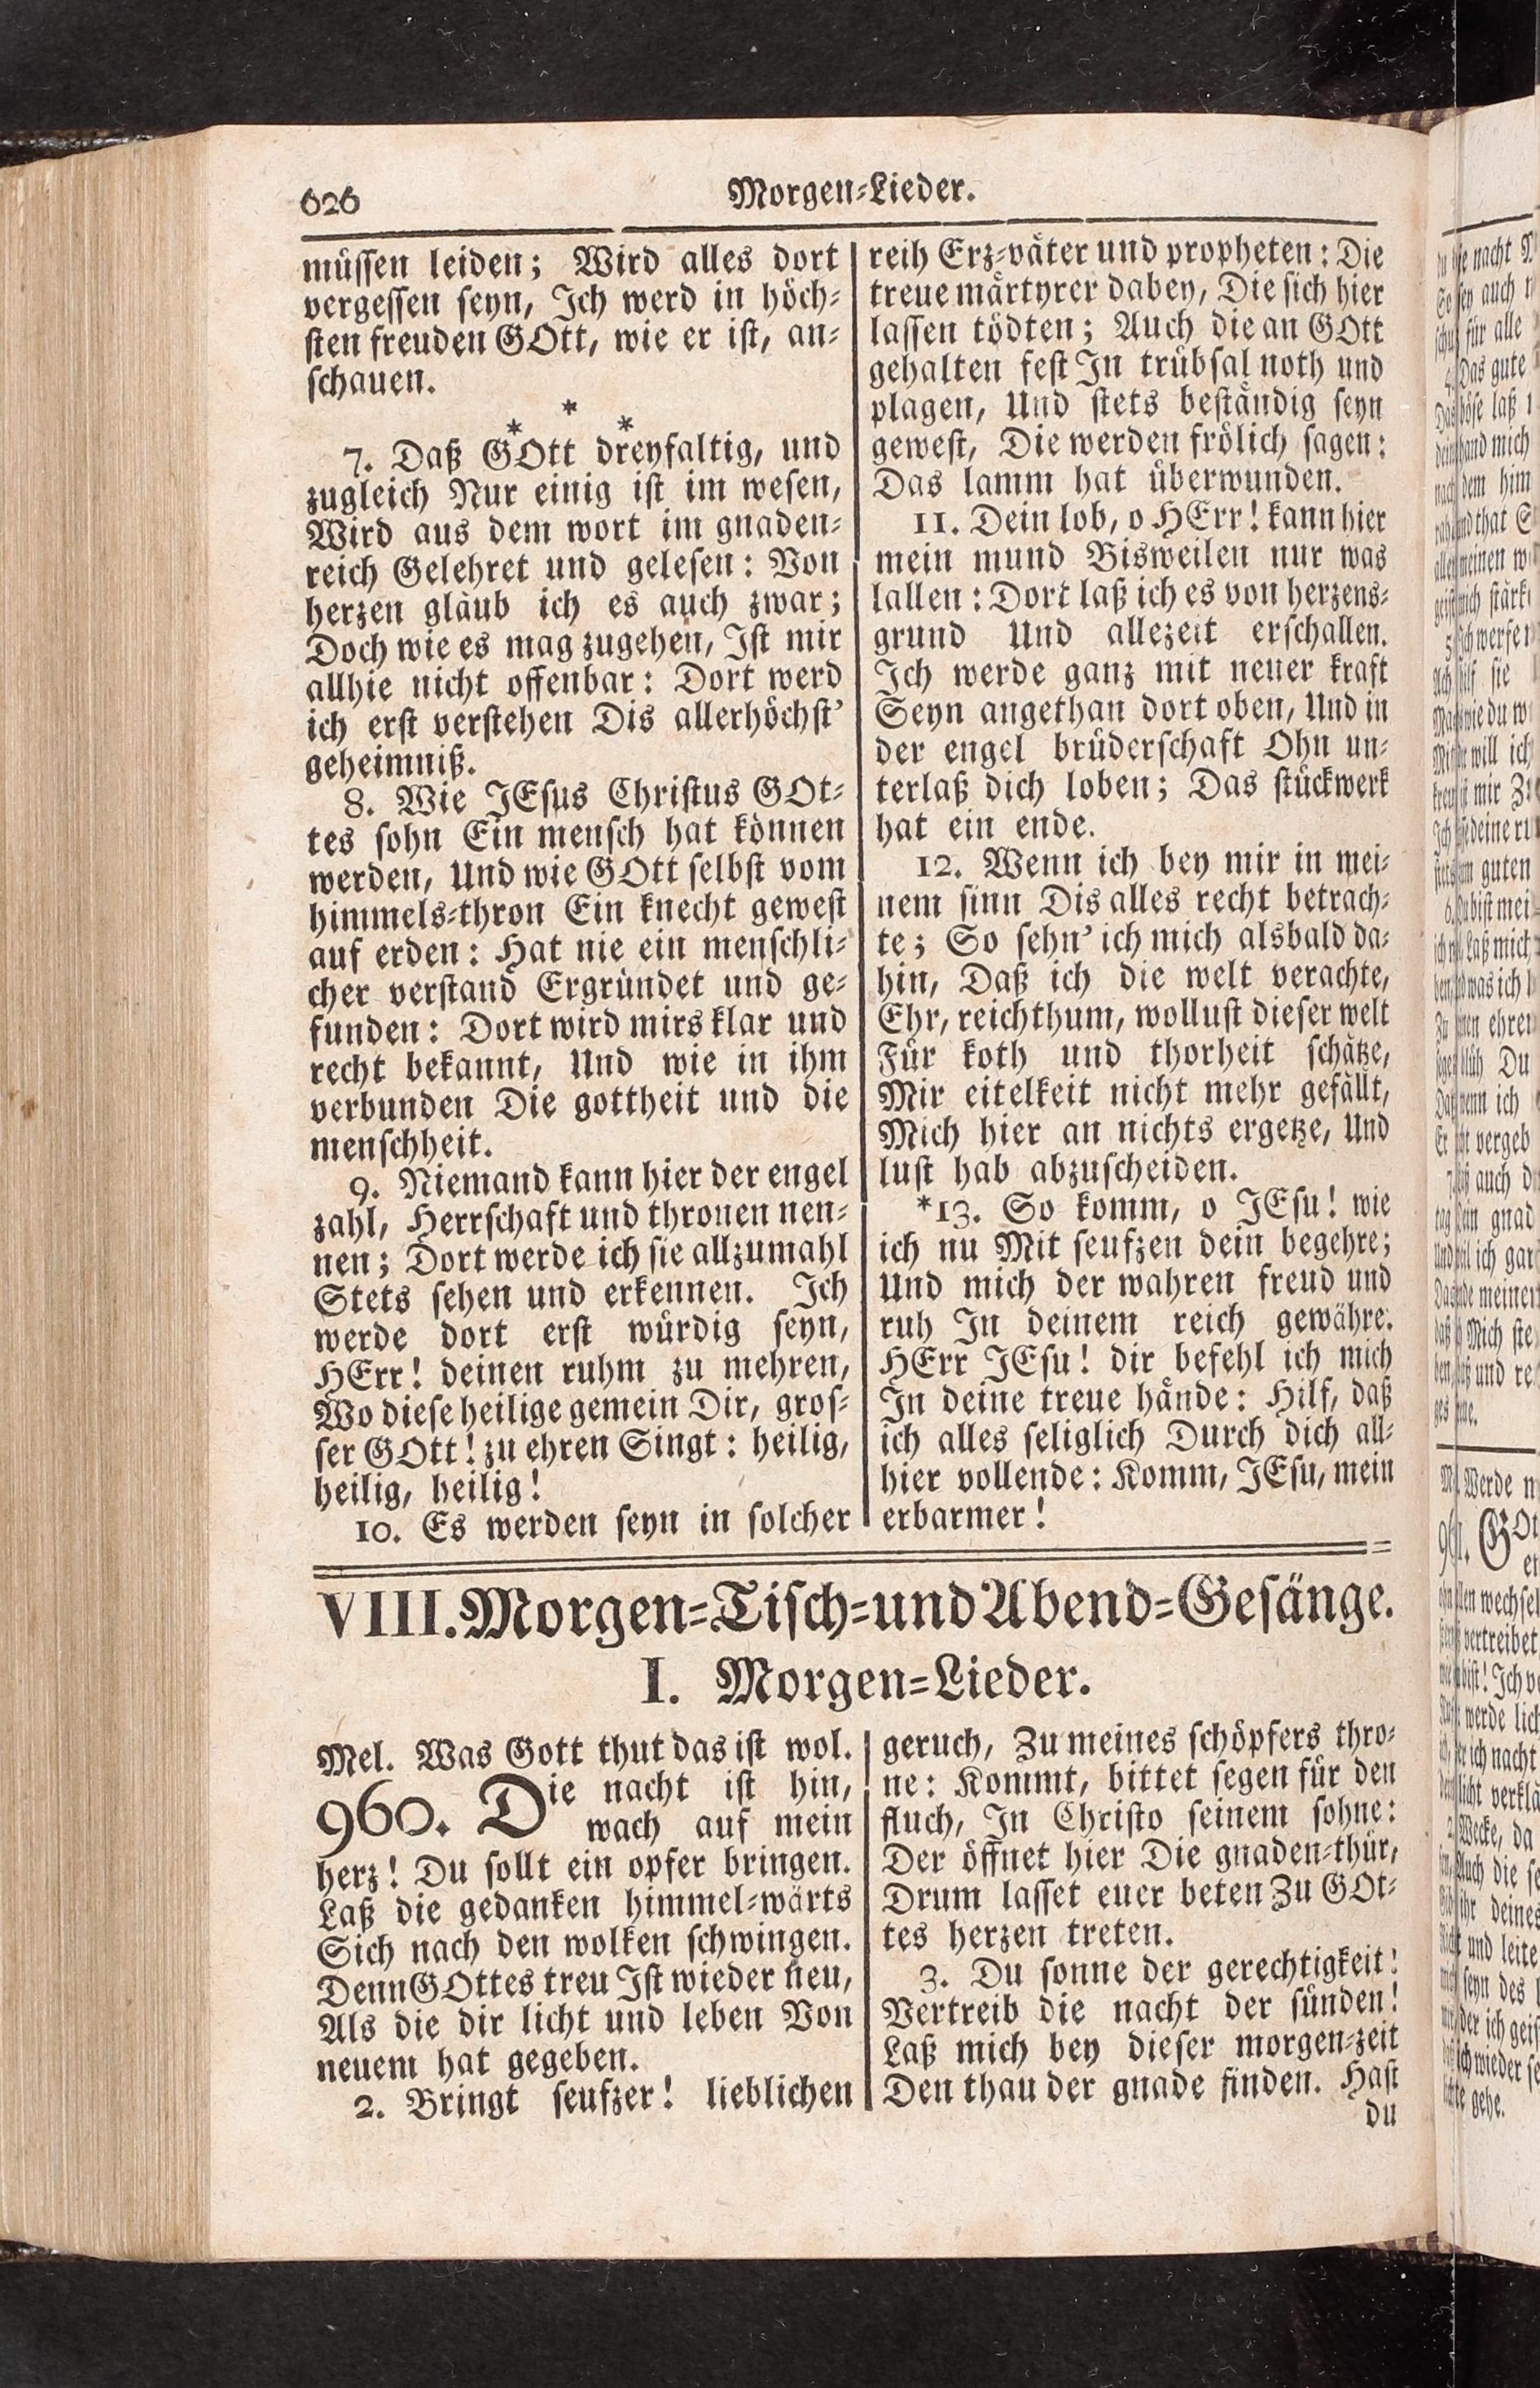 626
Morgen-Lieder.
müssen leiden; Wird alles dort
vergessen seyn, Ich werd in höch-
sten freuden GOtt, wie er ist, an-
schauen.
* * *
7. Daß GOtt dreyfaltig, und
zugleich Nur einig ist im wesen,
Wird aus dem wort im gnaden-
reich Gelehret und gelesen: Von
herzen gläub ich es auch zwar;
Doch wie es mag zugehen, Ist mir
allhie nicht offenbar: Dort werd
ich erst verstehen Dis allerhöchst'
geheimniß.
8. Wie JEsus Christus GOt-
tes sohn Ein mensch hat können
werden, Und wie GOtt selbst vom
himmels-thron Ein knecht gewest
auf erden: Hat nie ein menschli-
cher verstand Ergründet und ge-
funden: Dort wird mirs klar und
recht bekannt, Und wie in ihm
verbunden Die gottheit und die
menschheit.
9. Niemand kann hier der engel
zahl, Herrschaft und thronen nen-
nen; Dort werde ich sie allzumahl
Stets sehen und erkennen. Ich
werde dort erst würdig seyn,
HErr! deinen ruhm zu mehren,
Wo diese heilige gemein Dir, gros-
ser GOtt! zu ehren Singt: heilig,
heilig, heilig!
10. Es werden seyn in solcher
reih Erz-väter und propheten: Die
treue märtyrer dabey, Die sich hier
lassen tödten; Auch die an GOtt
gehalten fest In trübsal noth und
plagen, Und stets beständig seyn
gewest, Die werden frölich sagen:
Das lamm hat überwunden.
11. Dein lob, o HErr! kann hier
mein mund Bisweilen nur was
lallen: Dort laß ich es von herzens-
grund Und allezeit erschallen.
Ich werde ganz mit neuer kraft
Seyn angethan dort oben, Und in
der engel brüderschaft Ohn un-
terlaß dich loben; Das stückwerk
hat ein ende.
12. Wenn ich bey mir in mei-
nem sinn Dis alles recht betrach-
te; So sehn' ich mich alsbald da-
hin, Daß ich die welt verachte,
Ehr, reichthum, wollust dieser welt
Für koth und thorheit schätze,
Mir eitelkeit nicht mehr gefällt,
Mich hier an nichts ergetze, Und
lust hab abzuscheiden.
*13. So komm, o JEsu! wie
ich nu Mit seufzen dein begehre;
Und mich der wahren freud und
ruh In deinem reich gewähre.
HErr JEsu! dir befehl ich mich
In deine treue hände: Hilf, daß
ich alles seliglich Durch dich all-
hier vollende: Komm, JEsu, mein
erbarmer!
VIII. Morgen-Tisch-und Abend-Gesänge.
I. Morgen-Lieder.
Mel. Was Gott thut das ist wol.
960. Die nacht ist hin,
wach auf mein
herz! Du sollt ein opfer bringen.
Laß die gedanken himmel-wärts
Sich nach den wolken schwingen.
Denn GOttes treu Ist wieder neu,
Als die dir licht und leben Von
neuem hat gegeben.
2. Bringt seufzer! lieblichen
geruch, Zu meines schöpfers thro-
ne: Kommt, bittet segen für den
fluch, In Christo seinem sohne:
Der öffnet hier Die gnaden-thür,
Drum lasset euer beten Zu GOt-
tes herzen treten.
3. Du sonne der gerechtigkeit!
Vertreib die nacht der sünden!
Laß mich bey dieser morgen-zeit
Den thau der gnade finden. Hast
du